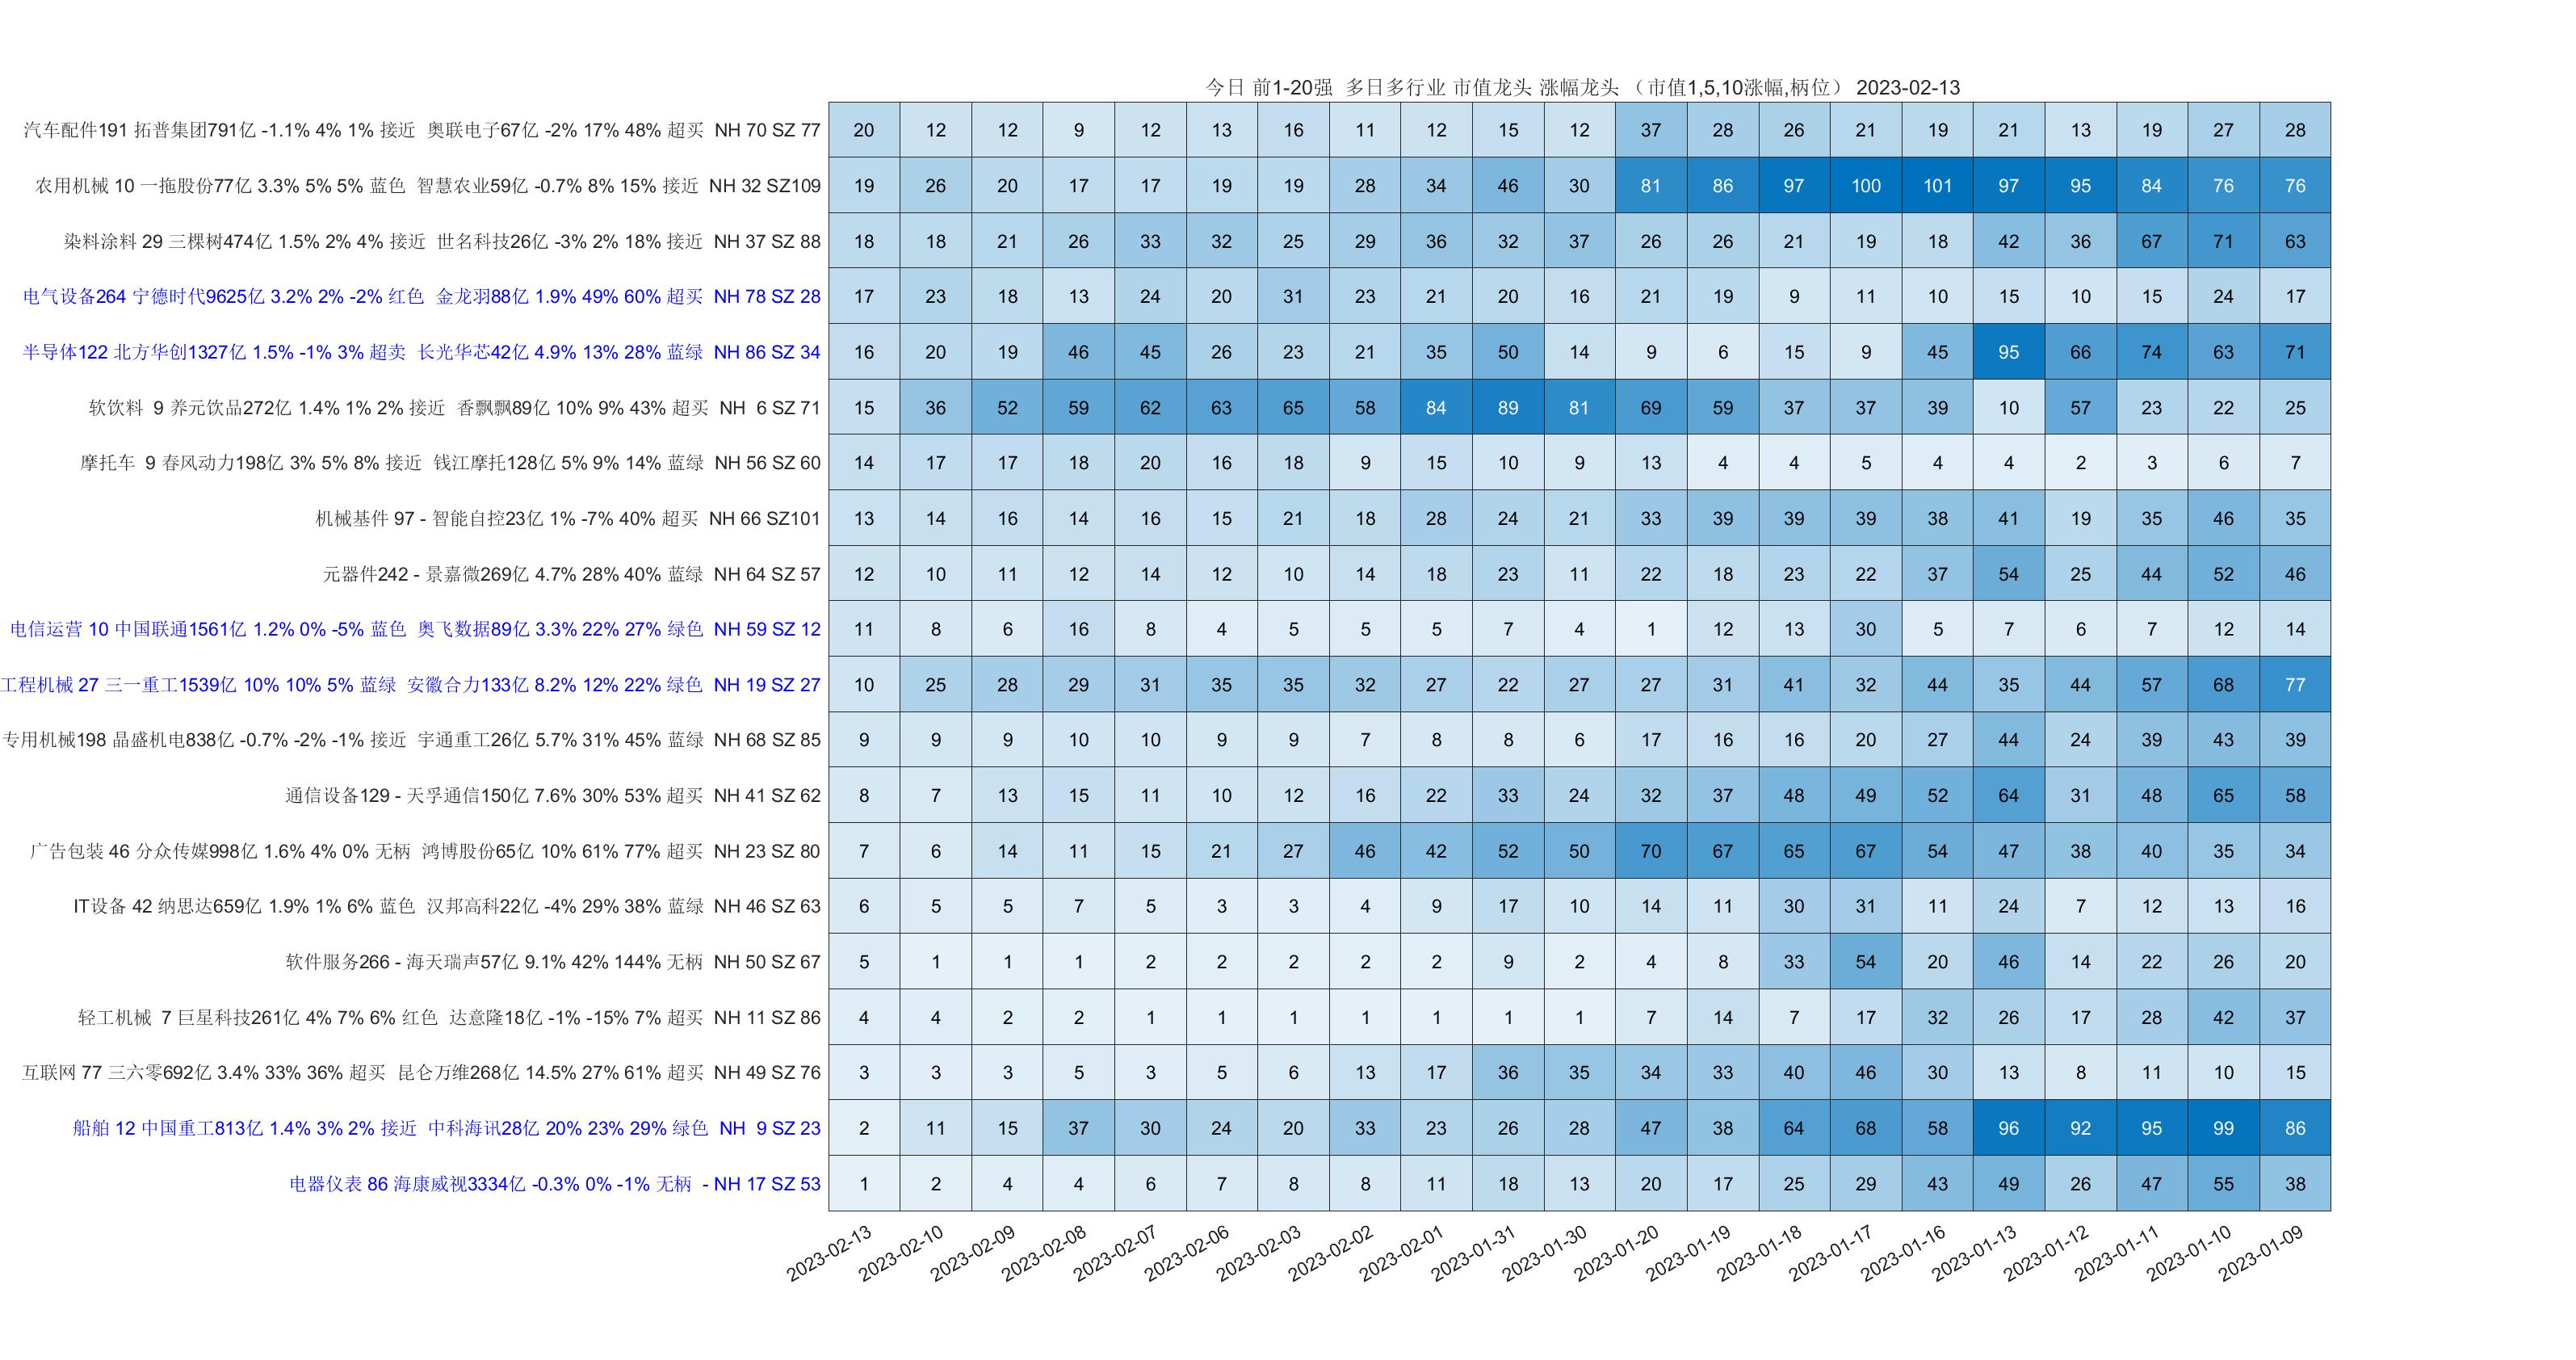 今日 前1-20强 多日多行业 市值龙头 涨幅龙头 （市值1,5,10涨幅,柄位） 2023-02-13
汽车配件191 拓普集团791亿 -1.1% 4% 1% 接近 奥联电子67亿 -2% 17% 48% 超买 NH 70 SZ 77 20 12 12 9 12 13 16 11 12 15 12 37 28 26 21 19 21 13 19 27 28
农用机械 10 一拖股份77亿 3.3% 5% 5% 蓝色 智慧农业59亿 -0.7% 8% 15% 接近 NH 32 SZ109 19 26 20 17 17 19 19 28 34 46 30 81 86 97 100 101 97 95 84 76 76
染料涂料 29 三棵树474亿 1.5% 2% 4% 接近 世名科技26亿 -3% 2% 18% 接近 NH 37 SZ 88 18 18 21 26 33 32 25 29 36 32 37 26 26 21 19 18 42 36 67 71 63
电气设备264 宁德时代9625亿 3.2% 2% -2% 红色 金龙羽88亿 1.9% 49% 60% 超买 NH 78 SZ 28 17 23 18 13 24 20 31 23 21 20 16 21 19 9 11 10 15 10 15 24 17
半导体122 北方华创1327亿 1.5% -1% 3% 超卖 长光华芯42亿 4.9% 13% 28% 蓝绿 NH 86 SZ 34 16 20 19 46 45 26 23 21 35 50 14 9 6 15 9 45 95 66 74 63 71
软饮料 9 养元饮品272亿 1.4% 1% 2% 接近 香飘飘89亿 10% 9% 43% 超买 NH 6 SZ 71 15 36 52 59 62 63 65 58 84 89 81 69 59 37 37 39 10 57 23 22 25
摩托车 9 春风动力198亿 3% 5% 8% 接近 钱江摩托128亿 5% 9% 14% 蓝绿 NH 56 SZ 60 14 17 17 18 20 16 18 9 15 10 9 13 4 4 5 4 4 2 3 6 7
机械基件 97 - 智能自控23亿 1% -7% 40% 超买 NH 66 SZ101 13 14 16 14 16 15 21 18 28 24 21 33 39 39 39 38 41 19 35 46 35
元器件242 - 景嘉微269亿 4.7% 28% 40% 蓝绿 NH 64 SZ 57 12 10 11 12 14 12 10 14 18 23 11 22 18 23 22 37 54 25 44 52 46
电信运营 10 中国联通1561亿 1.2% 0% -5% 蓝色 奥飞数据89亿 3.3% 22% 27% 绿色 NH 59 SZ 12 11 8 6 16 8 4 5 5 5 7 4 1 12 13 30 5 7 6 7 12 14
工程机械 27 三一重工1539亿 10% 10% 5% 蓝绿 安徽合力133亿 8.2% 12% 22% 绿色 NH 19 SZ 27 10 25 28 29 31 35 35 32 27 22 27 27 31 41 32 44 35 44 57 68 77
专用机械198 晶盛机电838亿 -0.7% -2% -1% 接近 宇通重工26亿 5.7% 31% 45% 蓝绿 NH 68 SZ 85 9 9 9 10 10 9 9 7 8 8 6 17 16 16 20 27 44 24 39 43 39
通信设备129 - 天孚通信150亿 7.6% 30% 53% 超买 NH 41 SZ 62 8 7 13 15 11 10 12 16 22 33 24 32 37 48 49 52 64 31 48 65 58
广告包装 46 分众传媒998亿 1.6% 4% 0% 无柄 鸿博股份65亿 10% 61% 77% 超买 NH 23 SZ 80 7 6 14 11 15 21 27 46 42 52 50 70 67 65 67 54 47 38 40 35 34
IT设备 42 纳思达659亿 1.9% 1% 6% 蓝色 汉邦高科22亿 -4% 29% 38% 蓝绿 NH 46 SZ 63 6 5 5 7 5 3 3 4 9 17 10 14 11 30 31 11 24 7 12 13 16
软件服务266 - 海天瑞声57亿 9.1% 42% 144% 无柄 NH 50 SZ 67 5 1 1 1 2 2 2 2 2 9 2 4 8 33 54 20 46 14 22 26 20
轻工机械 7 巨星科技261亿 4% 7% 6% 红色 达意隆18亿 -1% -15% 7% 超买 NH 11 SZ 86 4 4 2 2 1 1 1 1 1 1 1 7 14 7 17 32 26 17 28 42 37
互联网 77 三六零692亿 3.4% 33% 36% 超买 昆仑万维268亿 14.5% 27% 61% 超买 NH 49 SZ 76 3 3 3 5 3 5 6 13 17 36 35 34 33 40 46 30 13 8 11 10 15
船舶 12 中国重工813亿 1.4% 3% 2% 接近 中科海讯28亿 20% 23% 29% 绿色 NH 9 SZ 23 2 11 15 37 30 24 20 33 23 26 28 47 38 64 68 58 96 92 95 99 86
电器仪表 86 海康威视3334亿 -0.3% 0% -1% 无柄 - NH 17 SZ 53 1 2 4 4 6 7 8 8 11 18 13 20 17 25 29 43 49 26 47 55 38
2023-02-13 2023-02-10 2023-02-09 2023-02-08 2023-02-07 2023-02-06 2023-02-03 2023-02-02 2023-02-01 2023-01-31 2023-01-30 2023-01-20 2023-01-19 2023-01-18 2023-01-17 2023-01-16 2023-01-13 2023-01-12 2023-01-11 2023-01-10 2023-01-09